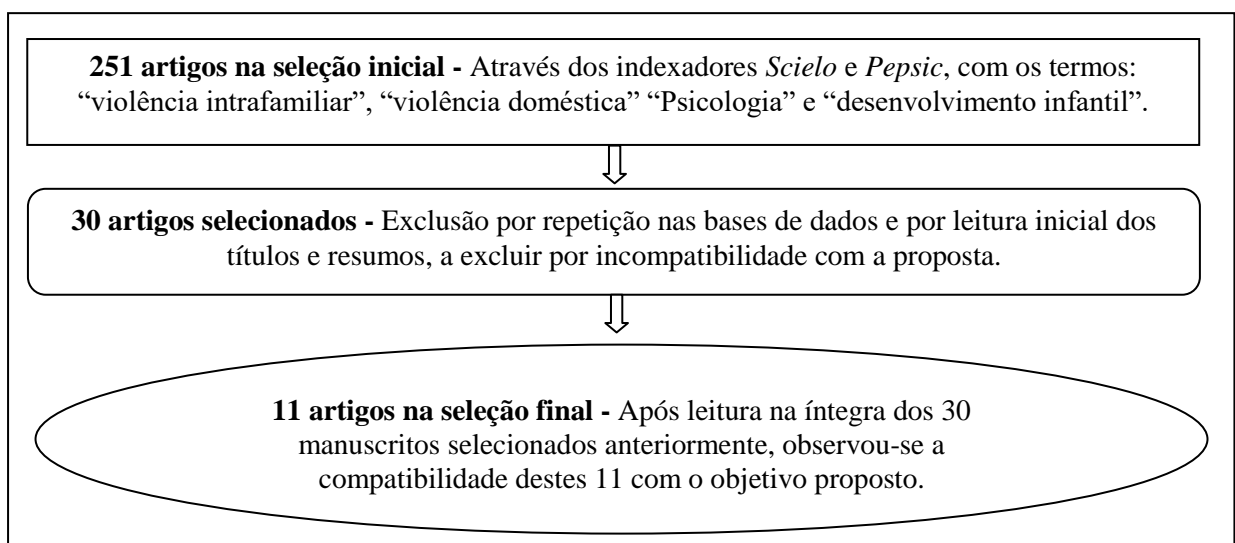 251 artigos na seleção inicial - Através dos indexadores Scielo e Pepsic, com os termos:
“violência intrafamiliar”, “violência doméstica” “Psicologia” e “desenvolvimento infantil”.
30 artigos selecionados - Exclusão por repetição nas bases de dados e por leitura inicial dos
títulos e resumos, a excluir por incompatibilidade com a proposta.
11 artigos na seleção final - Após leitura na íntegra dos 30
manuscritos selecionados anteriormente, observou-se a
compatibilidade destes 11 com o objetivo proposto.